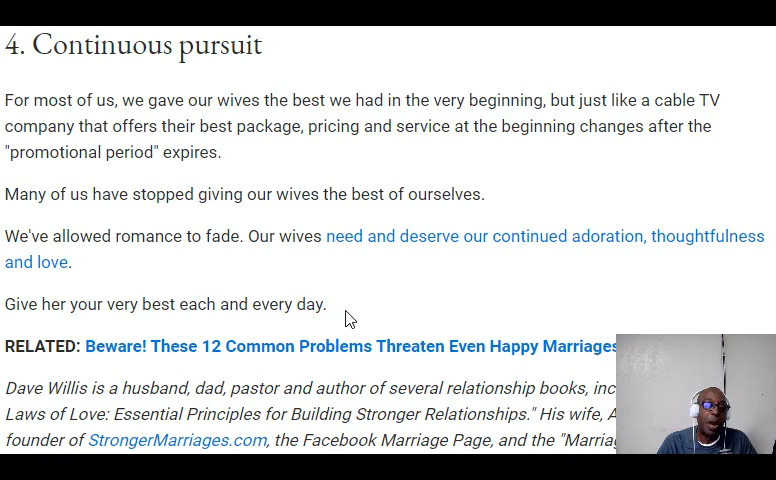 4. Continuous pursuit
For most of us, we gave our wives the best we had in the very beginning, but just like a cable TV
company that offers their best package, pricing and service at the beginning changes after the
"promotional period" expires.
Many of us have stopped giving our wives the best of ourselves.
We've allowed romance to fade. Our wives need and deserve our continued adoration, thoughtfulness
and love.
Give her your very best each and every day.
RELATED: Beware! These 12 Common Problems Threaten Even Happy Marriages
Dave Willis is a husband, dad, pastor and author of several relationship books,
Laws of Love: Essential Principles for Building Stronger Relationships." His wife,
founder of StrongerMarriages.com, the Facebook Marriage Page, and the